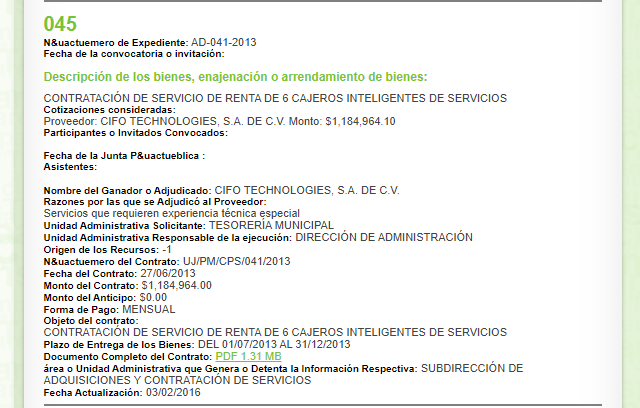 045
N&uactuemero de Expediente: AD-041-2013
Fecha de la convocatoria o invitación:
Descripción de los bienes, enajenación o arrendamiento de bienes:
CONTRATACIÓN DE SERVICIO DE RENTA DE 6 CAJEROS INTELIGENTES DE SERVICIOS
Cotizaciones consideradas:
Proveedor: CIFO TECHNOLOGIES, S.A. DE C.V. Monto: $1,184,964.10
Participantes o Invitados Convocados:
Fecha de la Junta P&uactueblica :
Asistentes:
Nombre del Ganador o Adjudicado: CIFO TECHNOLOGIES, S.A. DE C.V.
Razones por las que se Adjudicó al Proveedor:
Servicios que requieren experiencia técnica especial
Unidad Administrativa Solicitante: TESORERÍA MUNICIPAL
Unidad Administrativa Responsable de la ejecución: DIRECCIÓN DE ADMINISTRACIÓN
Origen de los Recursos: -1
N&uactuemero del Contrato: UJ/PM/CPS/041/2013
Fecha del Contrato: 27/06/2013
Monto del Contrato: $1,184,964.00
Monto del Anticipo: $0.00
Forma de Pago: MENSUAL
Objeto del contrato:
CONTRATACIÓN DE SERVICIO DE RENTA DE 6 CAJEROS INTELIGENTES DE SERVICIOS
Plazo de Entrega de los Bienes: DEL 01/07/2013 AL 31/12/2013
Documento Completo del Contrato: PDF 1.31 MB
área o Unidad Administrativa que Genera o Detenta la Información Respectiva: SUBDIRECCIÓN DE
ADQUISICIONES Y CONTRATACIÓN DE SERVICIOS
Fecha Actualización: 03/02/2016